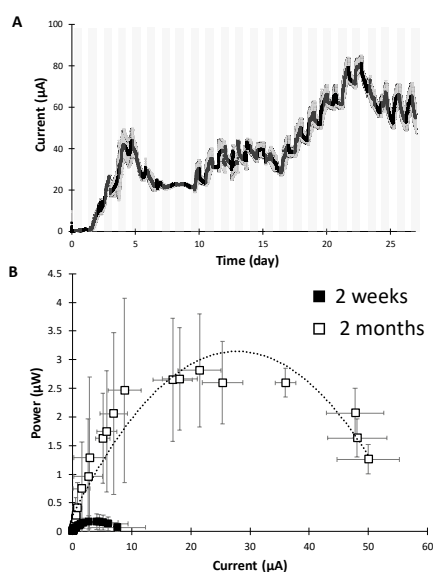 A
100
80
60
40
20
0
Current (µA)
0 5 10 15 20 25
Time (day)
B
4.5
4
3.5
3
2.5
2
1.5
1
0.5
0
Power (µW)
2 weeks
2 months
0 10 20 30 40 50 60
Current (µA)